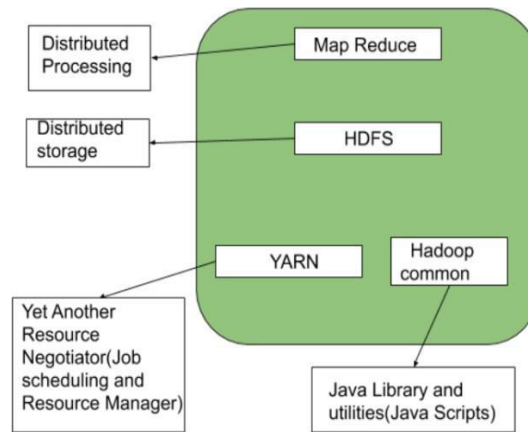 Distributed
Processing
Map Reduce
Distributed
storage
HDFS
YARN
Hadoop
common
Yet Another
Resource
Negotiator(Job
scheduling and
Resource Manager)
Java Library and
utilities(Java Scripts)